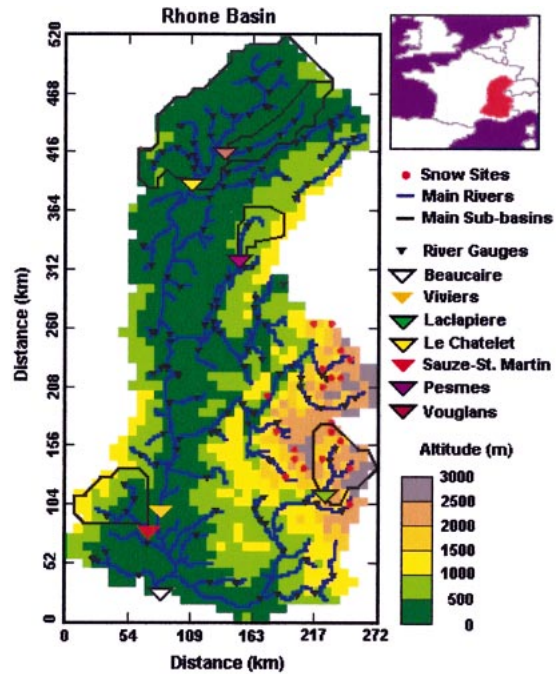 Rhone Basin
520
468
416
364
312
260
208
156
104
52
0
Distance (km)
0 54 109 163 217 272
Distance (km)
Snow Sites
Main Rivers
Main Sub-basins
River Gauges
Beaucaire
Viviers
Laclapiere
Le Chatelet
Sauze-St. Martin
Pesmes
Vouglans
Altitude (m)
3000
2500
2000
1500
1000
500
0